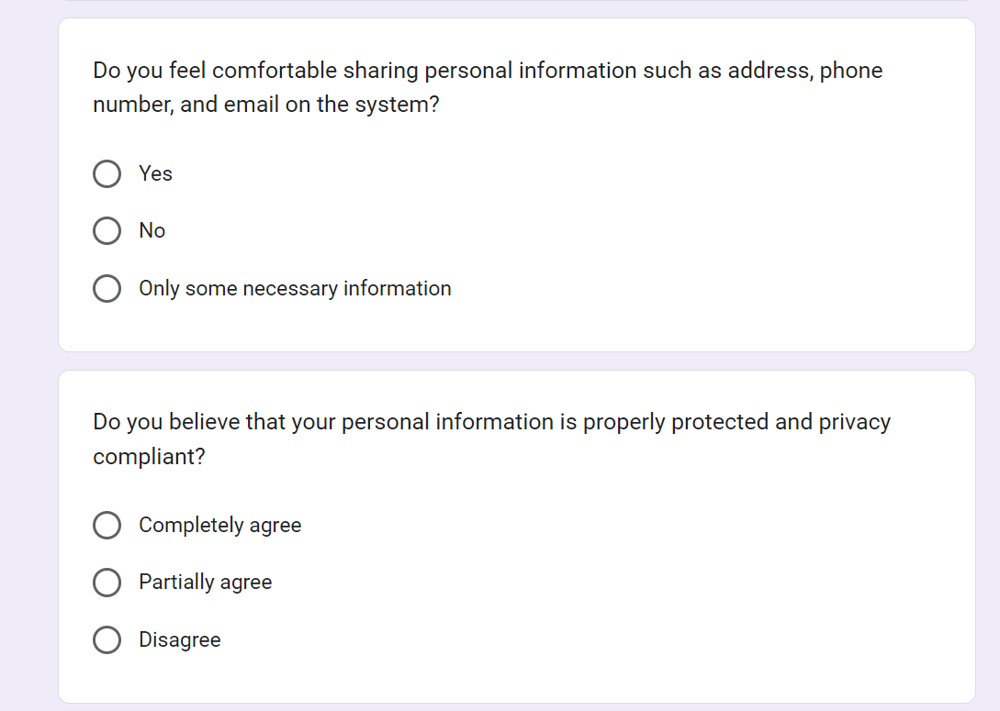 Do you feel comfortable sharing personal information such as address, phone
number, and email on the system?
Yes
No
Only some necessary information
Do you believe that your personal information is properly protected and privacy
compliant?
Completely agree
Partially agree
Disagree